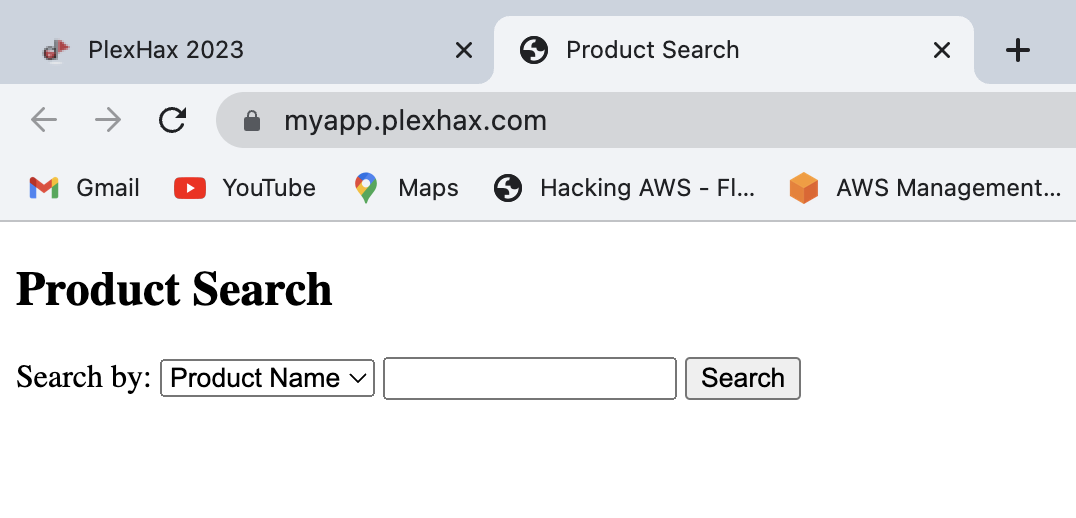 PlexHax 2023 Product Search
myapp.plexhax.com
Gmail YouTube Maps Hacking AWS - Fl... AWS Management...
Product Search
Search by: Product Name Search